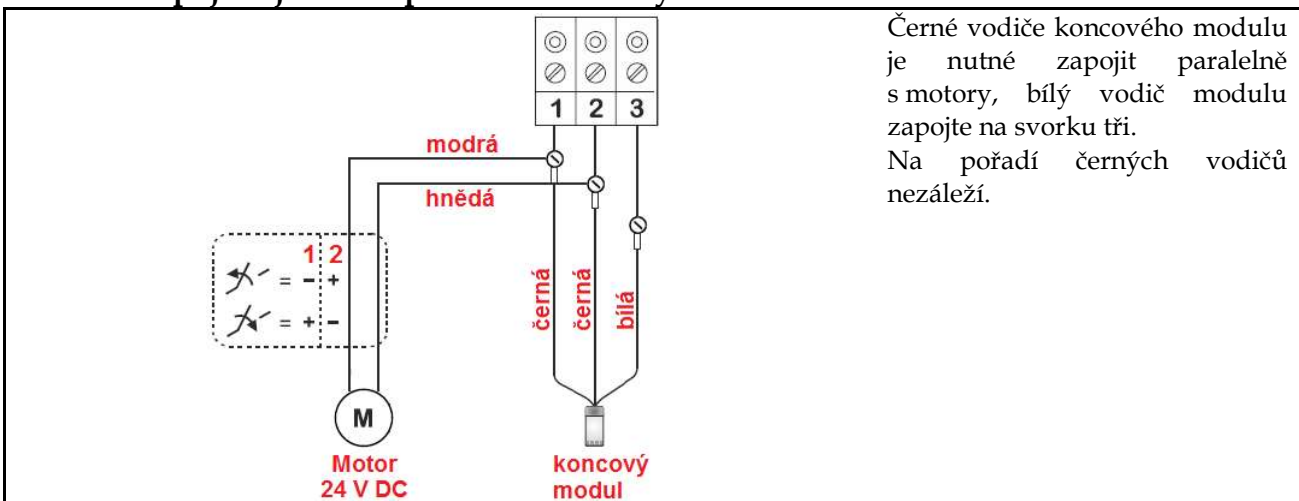 Černé vodiče koncového modulu
je nutné zapojit paralelně
s motory, bílý vodič modulu
zapojte na svorku tři.
Na pořadí černých vodičů
nezáleží.
1 2 3
modrá
hnědá
1 2
= - +
= + -
černá
černá
bílá
M
Motor
24 V DC
koncový
modul